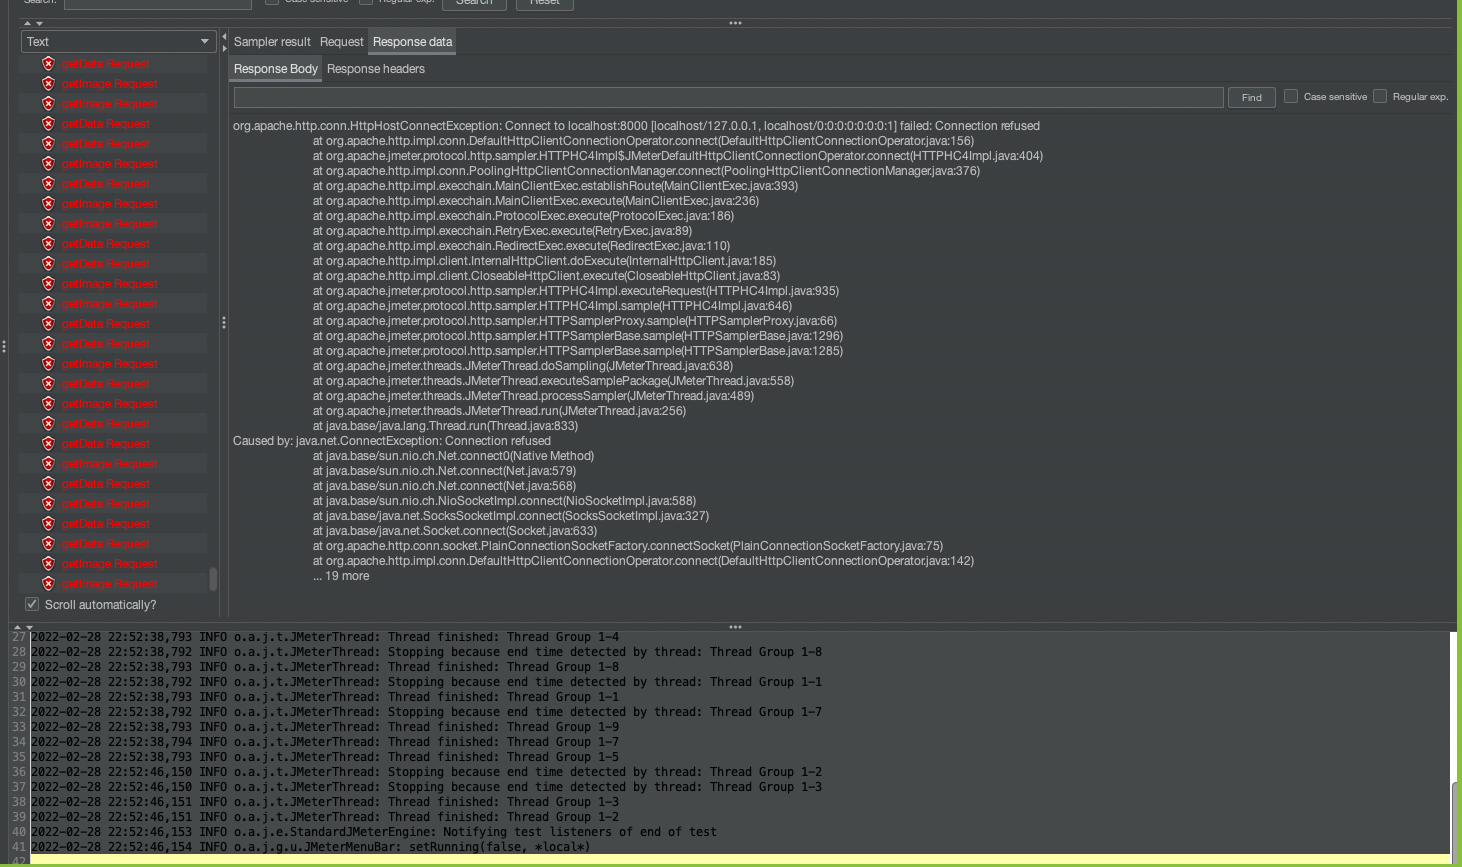 Search:
Case sensitive
Regular exp.
Search
Reset
Text
Sampler result
Request
Response data
getData Request
getImage Request
getImage Request
getData Request
getData Request
getImage Request
getImage Request
getImage Request
getImage Request
getData Request
getData Request
getImage Request
getImage Request
getData Request
getData Request
getImage Request
getData Request
getImage Request
getData Request
getData Request
getImage Request
getData Request
getImage Request
getData Request
getData Request
getImage Request
getImage Request
Scroll automatically?
Response Body
Response headers
Find
Case sensitive
Regular exp.
org.apache.http.conn.HttpHostConnectException: Connect to localhost:8000 [localhost/127.0.0.1, localhost/0:0:0:0:0:0:0:1] failed: Connection refused
at org.apache.http.impl.conn.DefaultHttpClientConnectionOperator.connect(DefaultHttpClientConnectionOperator.java:156)
at org.apache.jmeter.protocol.http.sampler.HTTPHC4Impl$JMeterDefaultHttpClientConnectionOperator.connect(HTTPHC4Impl.java:404)
at org.apache.http.impl.conn.PoolingHttpClientConnectionManager.connect(PoolingHttpClientConnectionManager.java:376)
at org.apache.http.impl.execchain.MainClientExec.establishRoute(MainClientExec.java:393)
at org.apache.http.impl.execchain.MainClientExec.execute(MainClientExec.java:236)
at org.apache.http.impl.execchain.ProtocolExec.execute(ProtocolExec.java:186)
at org.apache.http.impl.execchain.RetryExec.execute(RetryExec.java:89)
at org.apache.http.impl.execchain.RedirectExec.execute(RedirectExec.java:110)
at org.apache.http.impl.client.InternalHttpClient.doExecute(InternalHttpClient.java:185)
at org.apache.http.impl.client.CloseableHttpClient.execute(CloseableHttpClient.java:83)
at org.apache.jmeter.protocol.http.sampler.HTTPHC4Impl.executeRequest(HTTPHC4Impl.java:935)
at org.apache.jmeter.protocol.http.sampler.HTTPHC4Impl.sample(HTTPHC4Impl.java:646)
at org.apache.jmeter.protocol.http.sampler.HTTPSamplerProxy.sample(HTTPSamplerProxy.java:66)
at org.apache.jmeter.protocol.http.sampler.HTTPSamplerBase.sample(HTTPSamplerBase.java:1296)
at org.apache.jmeter.protocol.http.sampler.HTTPSamplerBase.sample(HTTPSamplerBase.java:1285)
at org.apache.jmeter.threads.JMeterThread.doSampling(JMeterThread.java:638)
at org.apache.jmeter.threads.JMeterThread.executeSamplePackage(JMeterThread.java:558)
at org.apache.jmeter.threads.JMeterThread.processSampler(JMeterThread.java:489)
at org.apache.jmeter.threads.JMeterThread.run(JMeterThread.java:256)
at java.base/java.lang.Thread.run(Thread.java:833)
Caused by: java.net.ConnectException: Connection refused
at java.base/sun.nio.ch.Net.connect0(Native Method)
at java.base/sun.nio.ch.Net.connect(Net.java:579)
at java.base/sun.nio.ch.Net.connect(Net.java:568)
at java.base/sun.nio.ch.NioSocketImpl.connect(NioSocketImpl.java:588)
at java.base/java.net.SocksSocketImpl.connect(SocksSocketImpl.java:327)
at java.base/java.net.Socket.connect(Socket.java:633)
at org.apache.http.conn.socket.PlainConnectionSocketFactory.connectSocket(PlainConnectionSocketFactory.java:75)
at org.apache.http.impl.conn.DefaultHttpClientConnectionOperator.connect(DefaultHttpClientConnectionOperator.java:142)
... 19 more
27 2022-02-28 22:52:38,793 INFO o.a.j.t.JMeterThread: Thread finished: Thread Group 1-4
28 2022-02-28 22:52:38,792 INFO o.a.j.t.JMeterThread: Stopping because end time detected by thread: Thread Group 1-8
29 2022-02-28 22:52:38,793 INFO o.a.j.t.JMeterThread: Thread finished: Thread Group 1-8
30 2022-02-28 22:52:38,792 INFO o.a.j.t.JMeterThread: Stopping because end time detected by thread: Thread Group 1-1
31 2022-02-28 22:52:38,793 INFO o.a.j.t.JMeterThread: Thread finished: Thread Group 1-1
32 2022-02-28 22:52:38,792 INFO o.a.j.t.JMeterThread: Stopping because end time detected by thread: Thread Group 1-7
33 2022-02-28 22:52:38,793 INFO o.a.j.t.JMeterThread: Thread finished: Thread Group 1-9
34 2022-02-28 22:52:38,794 INFO o.a.j.t.JMeterThread: Thread finished: Thread Group 1-7
35 2022-02-28 22:52:38,793 INFO o.a.j.t.JMeterThread: Thread finished: Thread Group 1-5
36 2022-02-28 22:52:46,150 INFO o.a.j.t.JMeterThread: Stopping because end time detected by thread: Thread Group 1-2
37 2022-02-28 22:52:46,150 INFO o.a.j.t.JMeterThread: Stopping because end time detected by thread: Thread Group 1-3
38 2022-02-28 22:52:46,151 INFO o.a.j.t.JMeterThread: Thread finished: Thread Group 1-3
39 2022-02-28 22:52:46,151 INFO o.a.j.t.JMeterThread: Thread finished: Thread Group 1-2
40 2022-02-28 22:52:46,153 INFO o.a.j.e.StandardJMeterEngine: Notifying test listeners of end of test
41 2022-02-28 22:52:46,154 INFO o.a.j.g.u.JMeterMenuBar: setRunning(false, *local*)
42